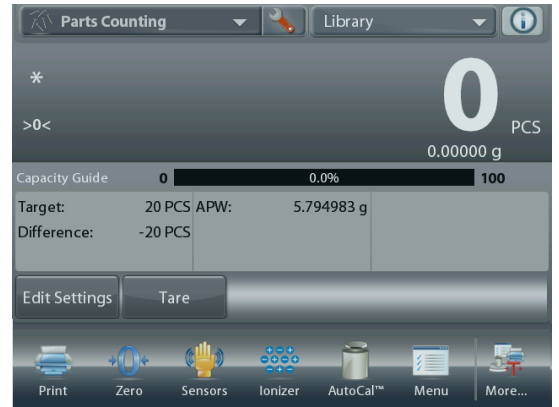 Parts Counting Library
*
>0<
0 PCS
0.00000 g
Capacity Guide 0 0.0% 100
Target: 20 PCS APW: 5.794983 g
Difference: -20 PCS
Edit Settings Tare
Print Zero Sensors Ionizer AutoCal™ Menu More...